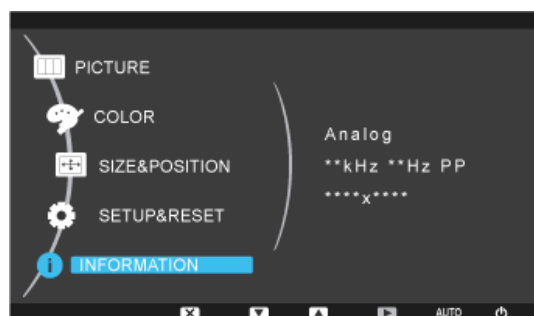 PICTURE
COLOR
SIZE&POSITION
SETUP&RESET
INFORMATION
Analog
**kHz **Hz PP
****x****
AUTO